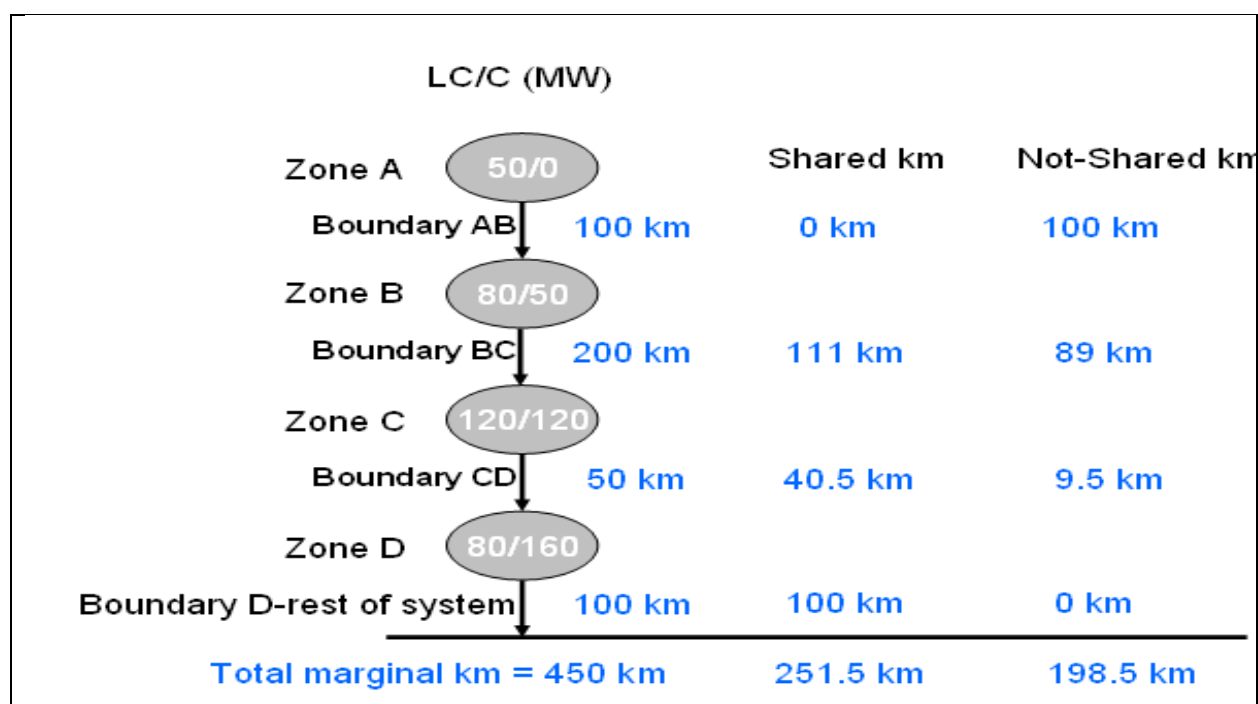 LC/C (MW)
Shared km Not-Shared km
Zone A 50/0
Boundary AB 100 km 0 km 100 km
Zone B 80/50
Boundary BC 200 km 111 km 89 km
Zone C 120/120
Boundary CD 50 km 40.5 km 9.5 km
Zone D 80/160
Boundary D-rest of system 100 km 100 km 0 km
Total marginal km = 450 km 251.5 km 198.5 km